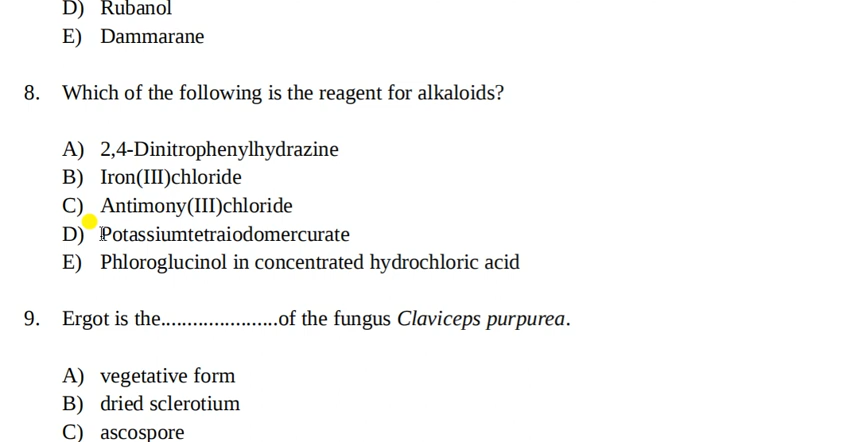 D) Rubanol
E) Dammarane
8. Which of the following is the reagent for alkaloids?
A) 2,4-Dinitrophenylhydrazine
B) Iron(III)chloride
C) Antimony(III)chloride
D) Potassiumtetraiodomercurate
E) Phloroglucinol in concentrated hydrochloric acid
9. Ergot is the......................of the fungus Claviceps purpurea.
A) vegetative form
B) dried sclerotium
C) ascospore